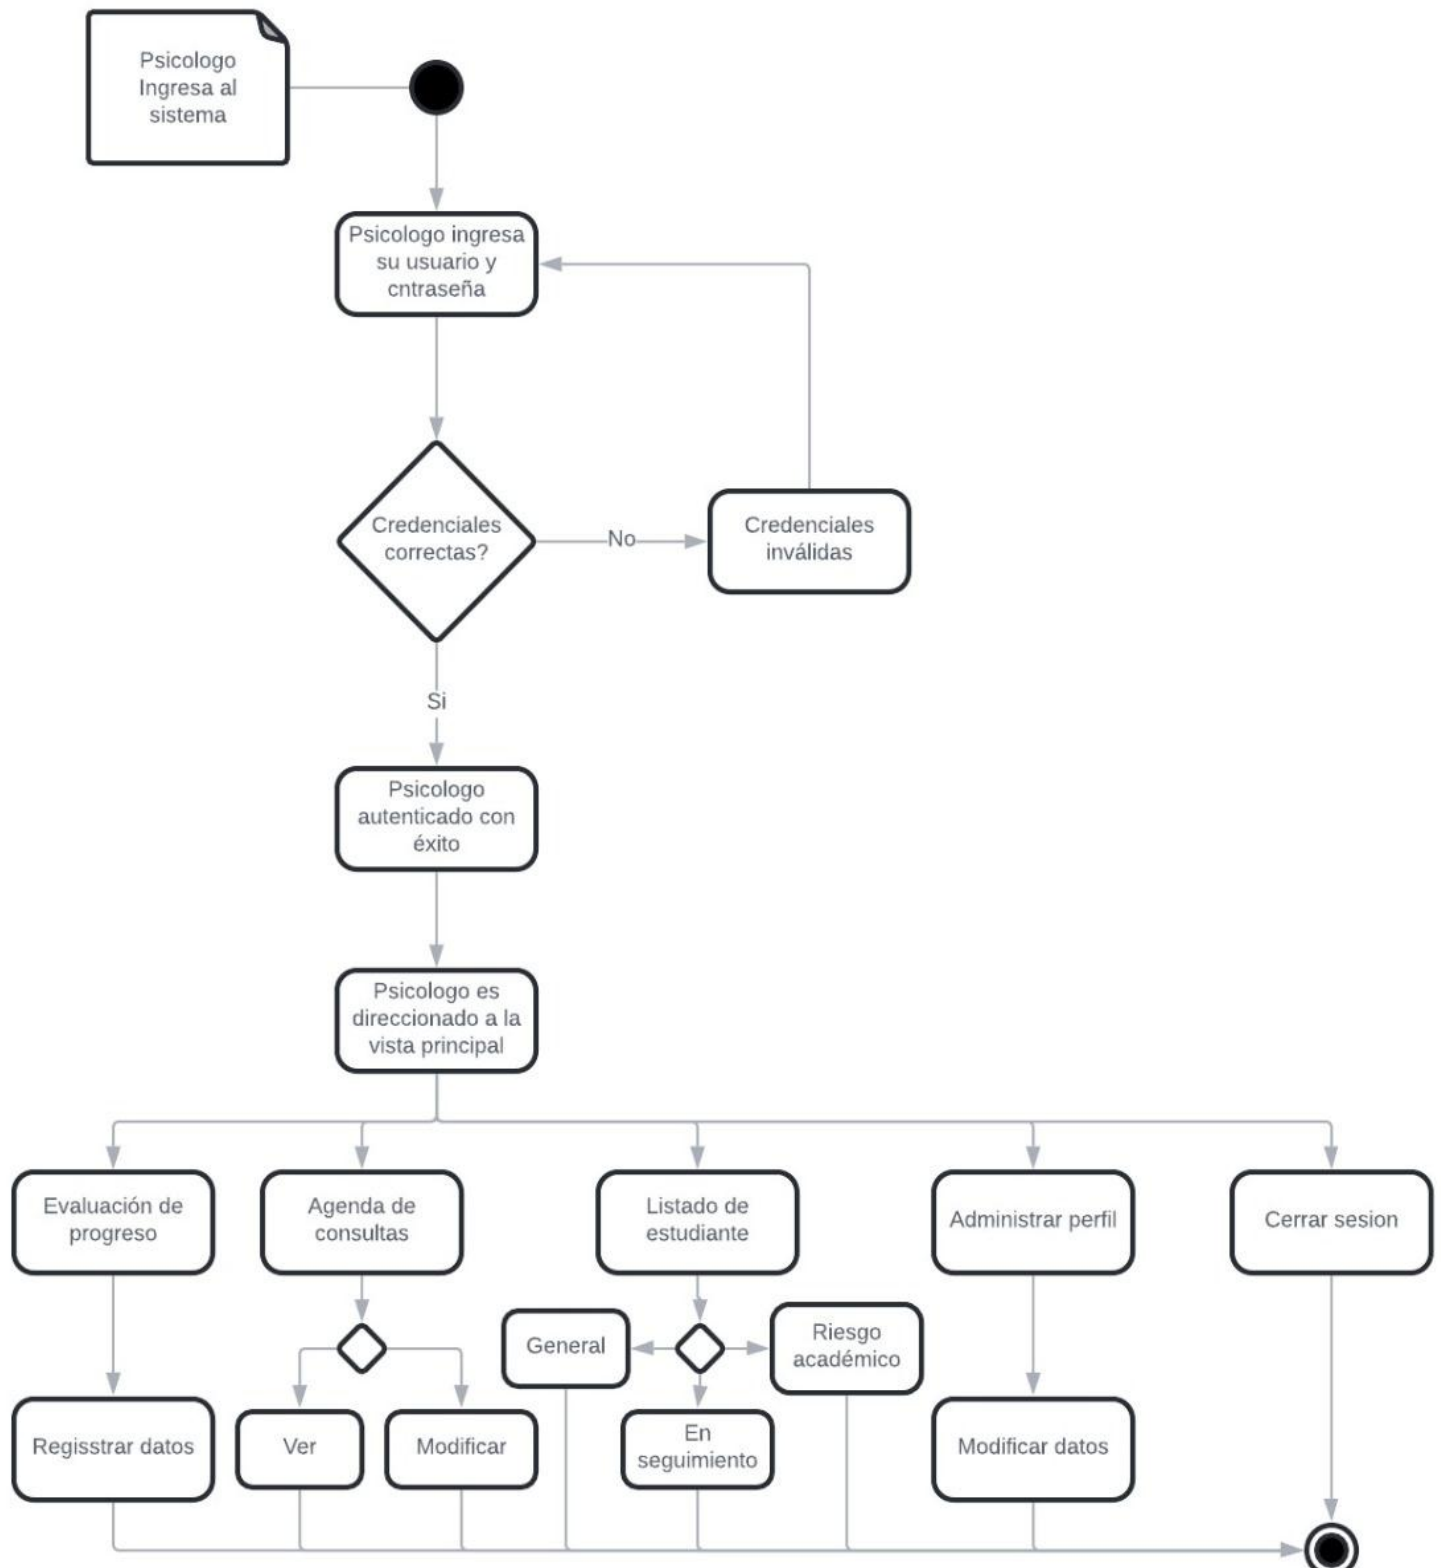 Psicologo
Ingresa al
sistema
Psicologo ingresa
su usuario y
cntraseña
Credenciales
correctas?
No
Credenciales
inválidas
Si
Psicologo
autenticado con
éxito
Psicologo es
direccionado a la
vista principal
Evaluación de
progreso
Agenda de
consultas
Listado de
estudiante
Administrar perfil
Cerrar sesion
General
Riesgo
académico
Regisstrar datos
Ver
Modificar
En
seguimiento
Modificar datos